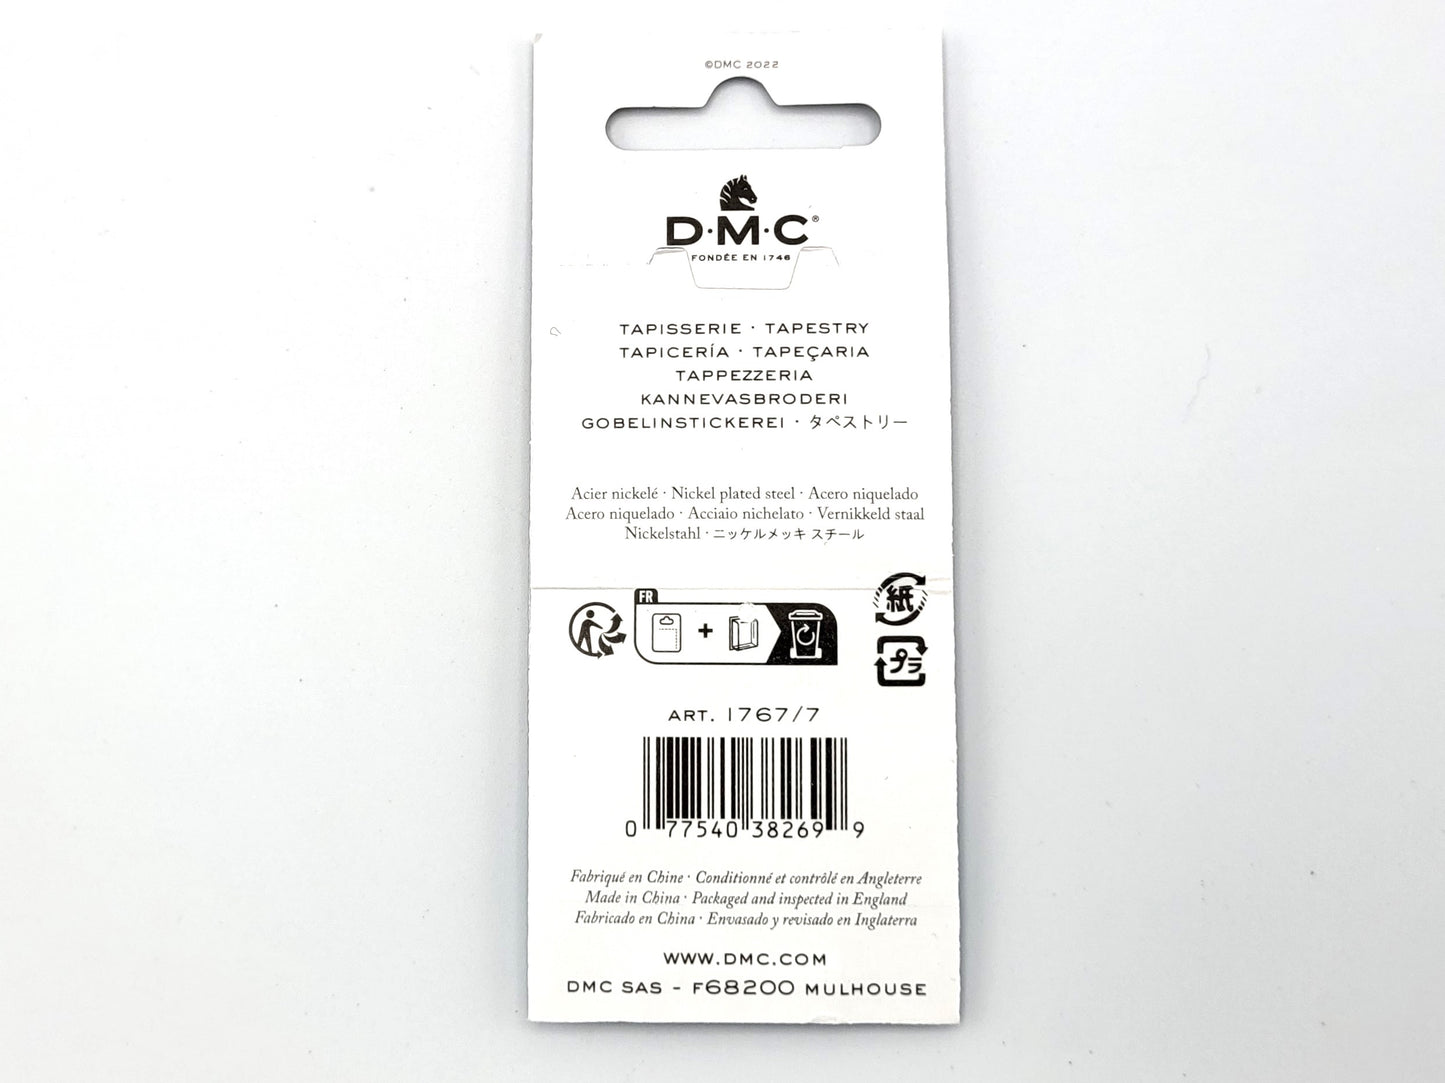 ©DMC 2022
D·M·C®
FONDÉE EN 1746
TAPISSERIE · TAPESTRY
TAPICERÍA · TAPEÇARIA
TAPPEZZERIA
KANNEVASBRODERI
GOBELINSTICKEREI · タペストリー
Acier nickelé · Nickel plated steel · Acero niquelado
Acero niquelado · Acciaio nichelato · Vernikkeld staal
Nickelstahl · ニッケルメッキ スチール
FR
+
紙
プラ
ART. 1767/7
0 77540 38269 9
Fabriqué en Chine · Conditionné et contrôlé en Angleterre
Made in China · Packaged and inspected in England
Fabricado en China · Envasado y revisado en Inglaterra
WWW.DMC.COM
DMC SAS - F68200 MULHOUSE